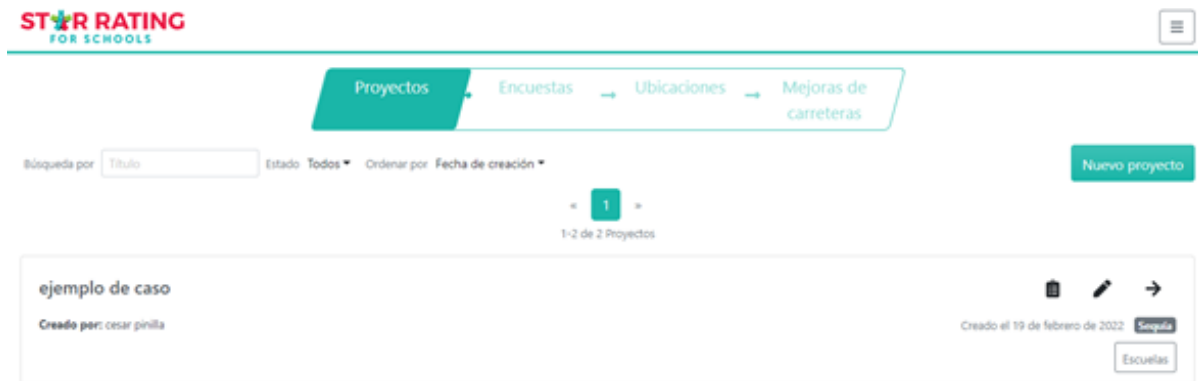 STAR RATING
FOR SCHOOLS
Proyectos → Encuestas → Ubicaciones → Mejoras de
carreteras
Búsqueda por Título Estado Todos Ordenar por Fecha de creación Nuevo proyecto
« 1 »
1-2 de 2 Proyectos
ejemplo de caso
Creado por: cesar pinilla Creado el 19 de febrero de 2022 Sequía
Escuelas